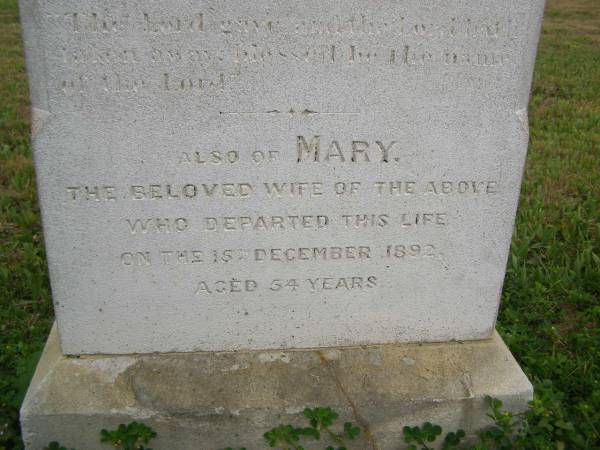 "The Lord gave and the Lord hath
taken away, blessed be the name
of the Lord"
ALSO OF MARY.
THE BELOVED WIFE OF THE ABOVE
WHO DEPARTED THIS LIFE
ON THE 15TH DECEMBER 1892,
AGED 54 YEARS